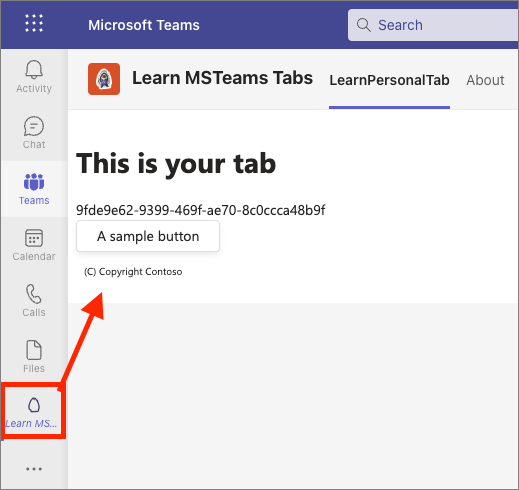 Microsoft Teams
Search
Activity
Chat
Teams
Calendar
Calls
Files
Learn MS...
Learn MSTeams Tabs
LearnPersonalTab
About
This is your tab
9fde9e62-9399-469f-ae70-8c0ccca48b9f
A sample button
(C) Copyright Contoso